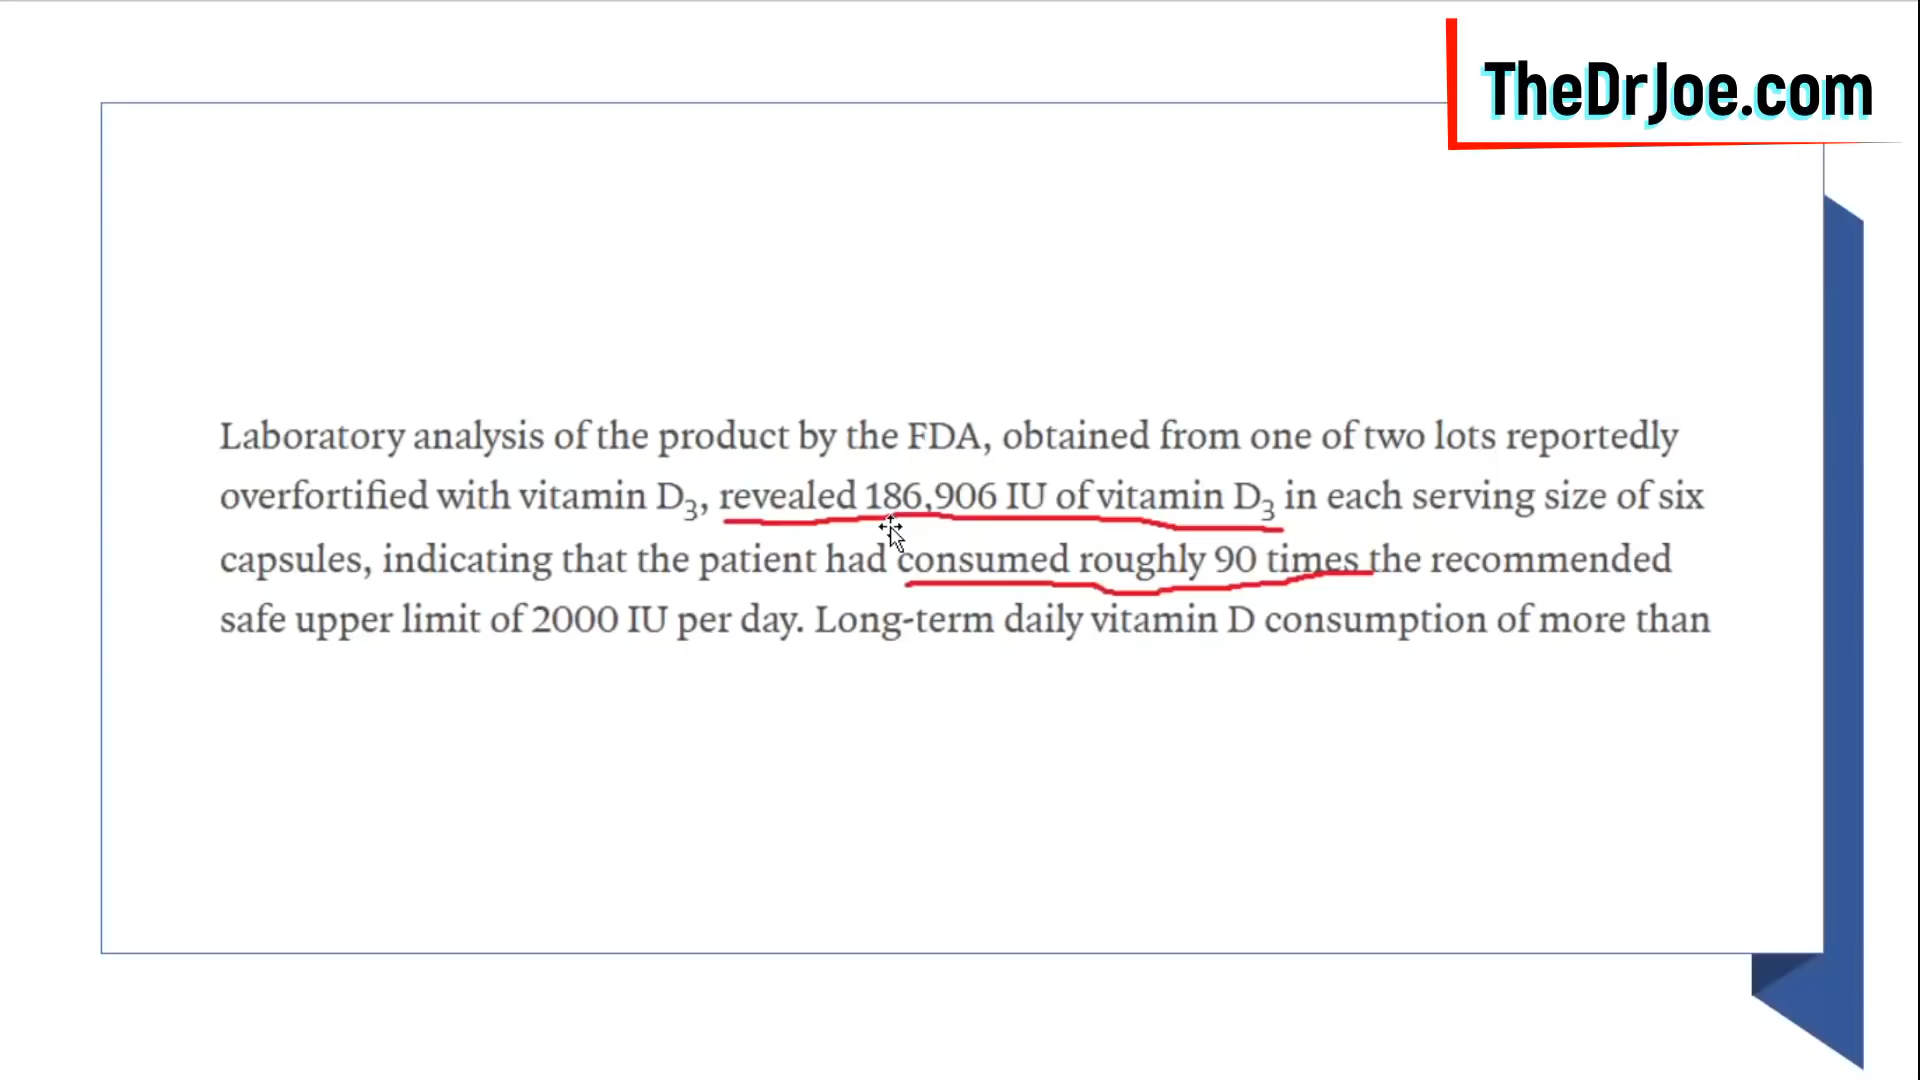 TheDrJoe.com
Laboratory analysis of the product by the FDA, obtained from one of two lots reportedly
overfortified with vitamin D₃, revealed 186,906 IU of vitamin D₃ in each serving size of six
capsules, indicating that the patient had consumed roughly 90 times the recommended
safe upper limit of 2000 IU per day. Long-term daily vitamin D consumption of more than